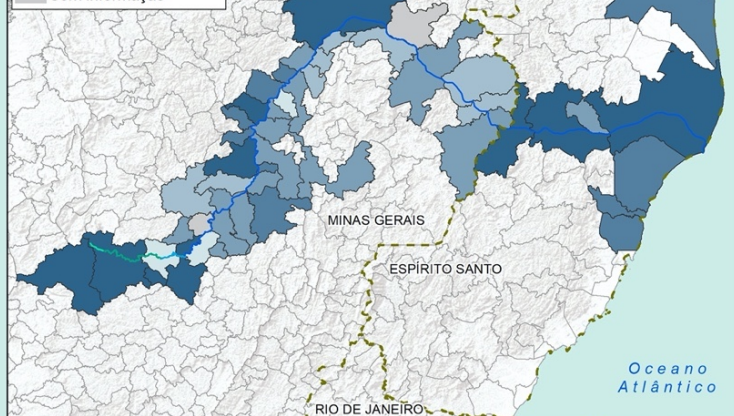 MINAS GERAIS
ESPÍRITO SANTO
Oceano
Atlântico
RIO DE JANEIRO